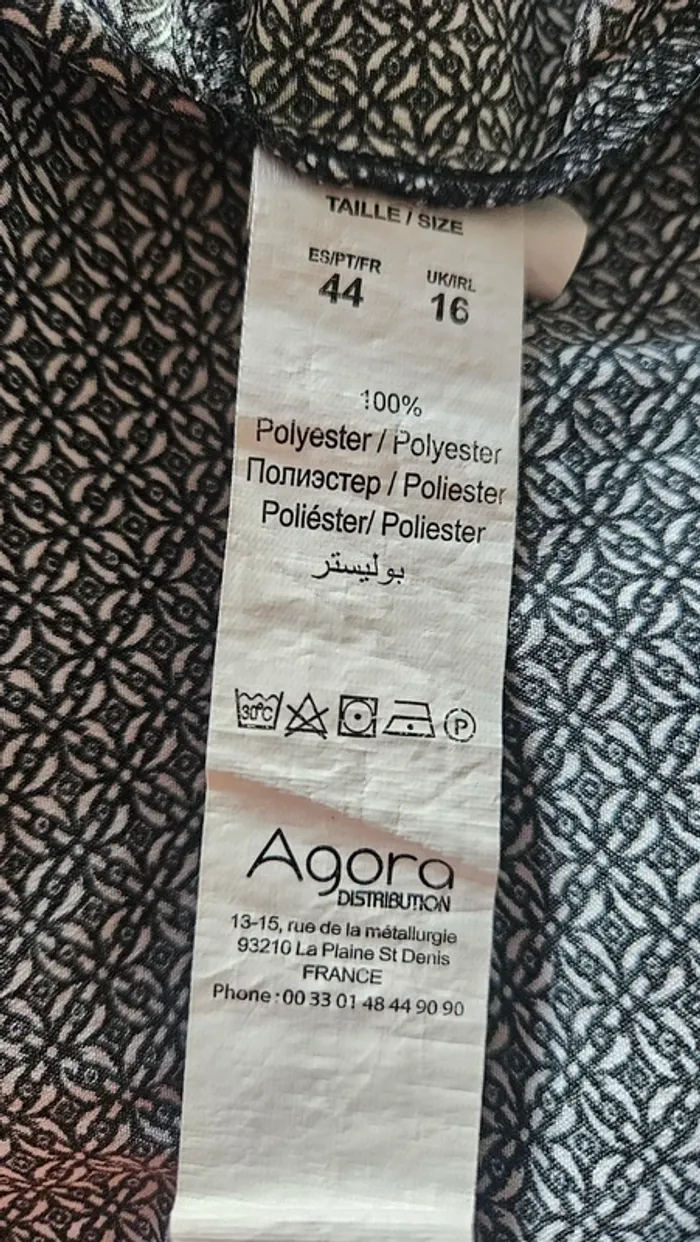 TAILLE / SIZE
ES/PT/FR UK/IRL
44 16
100%
Polyester / Polyester
Полиэстер / Poliester
Poliéster/ Poliester
بوليستر
30°C P
Agora
DISTRIBUTION
13-15, rue de la métallurgie
93210 La Plaine St Denis
FRANCE
Phone : 00 33 01 48 44 90 90